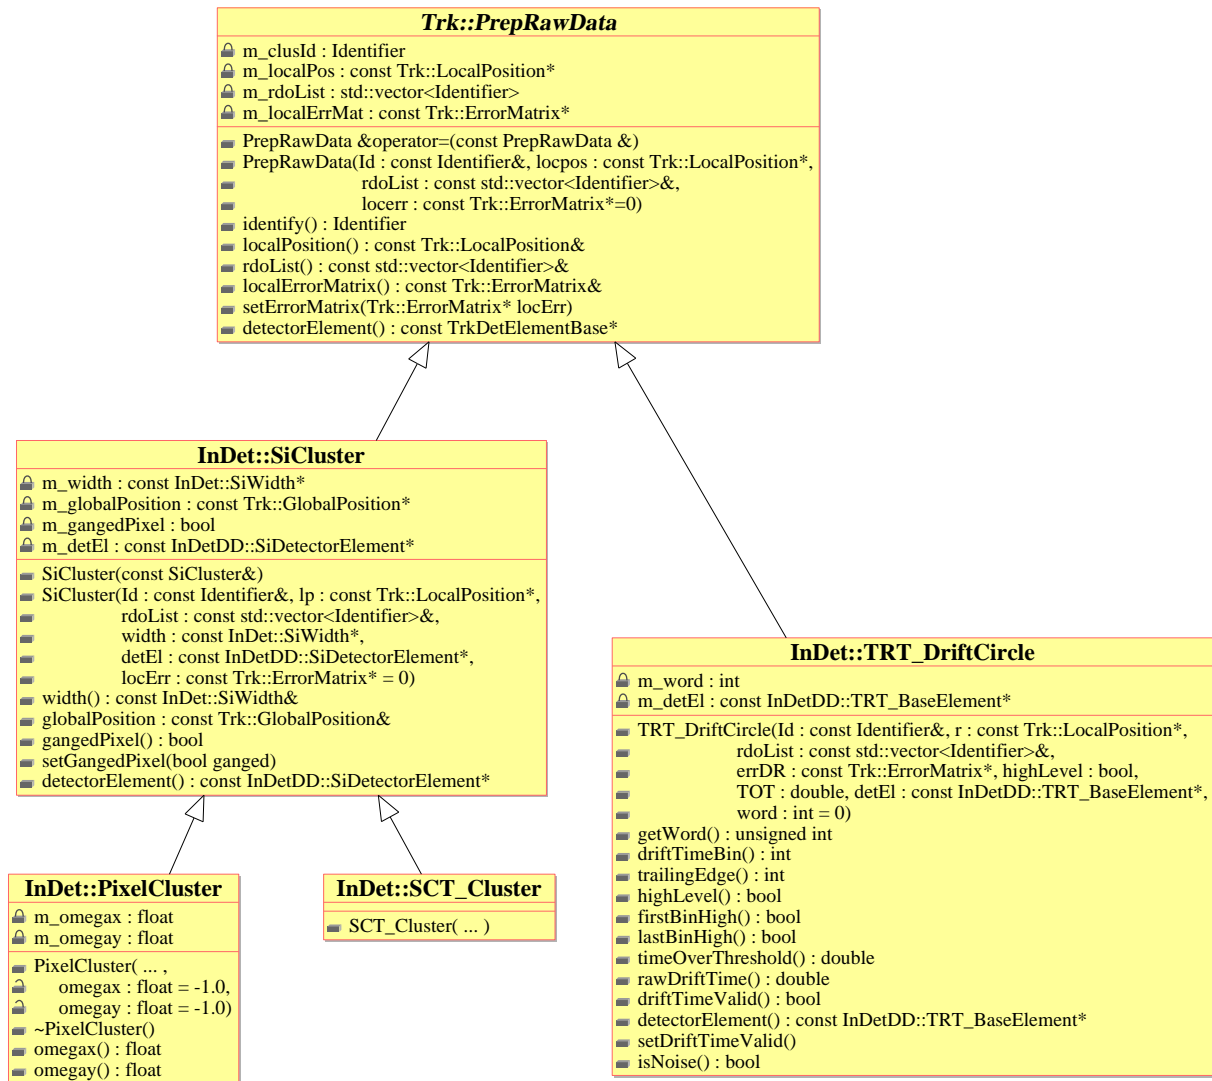 Trk::PrepRawData
m_clusId : Identifier
m_localPos : const Trk::LocalPosition*
m_rdoList : std::vector<Identifier>
m_localErrMat : const Trk::ErrorMatrix*
PrepRawData &operator=(const PrepRawData &)
PrepRawData(Id : const Identifier&, locpos : const Trk::LocalPosition*,
rdoList : const std::vector<Identifier>&,
locerr : const Trk::ErrorMatrix*=0)
identify() : Identifier
localPosition() : const Trk::LocalPosition&
rdoList() : const std::vector<Identifier>&
localErrorMatrix() : const Trk::ErrorMatrix&
setErrorMatrix(Trk::ErrorMatrix* locErr)
detectorElement() : const TrkDetElementBase*
InDet::SiCluster
m_width : const InDet::SiWidth*
m_globalPosition : const Trk::GlobalPosition*
m_gangedPixel : bool
m_detEl : const InDetDD::SiDetectorElement*
SiCluster(const SiCluster&)
SiCluster(Id : const Identifier&, lp : const Trk::LocalPosition*,
rdoList : const std::vector<Identifier>&,
width : const InDet::SiWidth*,
detEl : const InDetDD::SiDetectorElement*,
locErr : const Trk::ErrorMatrix* = 0)
width() : const InDet::SiWidth&
globalPosition : const Trk::GlobalPosition&
gangedPixel() : bool
setGangedPixel(bool ganged)
detectorElement() : const InDetDD::SiDetectorElement*
InDet::TRT_DriftCircle
m_word : int
m_detEl : const InDetDD::TRT_BaseElement*
TRT_DriftCircle(Id : const Identifier&, r : const Trk::LocalPosition*,
rdoList : const std::vector<Identifier>&,
errDR : const Trk::ErrorMatrix*, highLevel : bool,
TOT : double, detEl : const InDetDD::TRT_BaseElement*,
word : int = 0)
getWord() : unsigned int
driftTimeBin() : int
trailingEdge() : int
highLevel() : bool
firstBinHigh() : bool
lastBinHigh() : bool
timeOverThreshold() : double
rawDriftTime() : double
driftTimeValid() : bool
detectorElement() : const InDetDD::TRT_BaseElement*
setDriftTimeValid()
isNoise() : bool
InDet::PixelCluster
m_omegax : float
m_omegay : float
PixelCluster( ... ,
omegax : float = -1.0,
omegay : float = -1.0)
~PixelCluster()
omegax() : float
omegay() : float
InDet::SCT_Cluster
SCT_Cluster( ... )